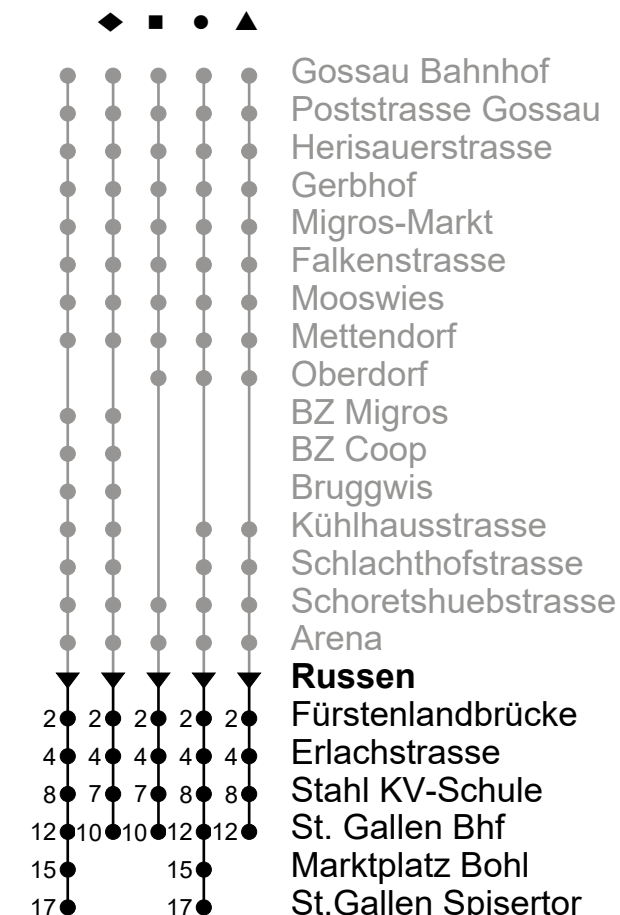 Gossau Bahnhof
Poststrasse Gossau
Herisauerstrasse
Gerbhof
Migros-Markt
Falkenstrasse
Mooswies
Mettendorf
Oberdorf
BZ Migros
BZ Coop
Bruggwis
Kühlhausstrasse
Schlachthofstrasse
Schoretshuebstrasse
Arena
Russen
2 2 2 2 2 Fürstenlandbrücke
4 4 4 4 4 Erlachstrasse
8 7 7 8 8 Stahl KV-Schule
12 10 10 12 12 St. Gallen Bhf
15 15 Marktplatz Bohl
17 17 St.Gallen Spisertor